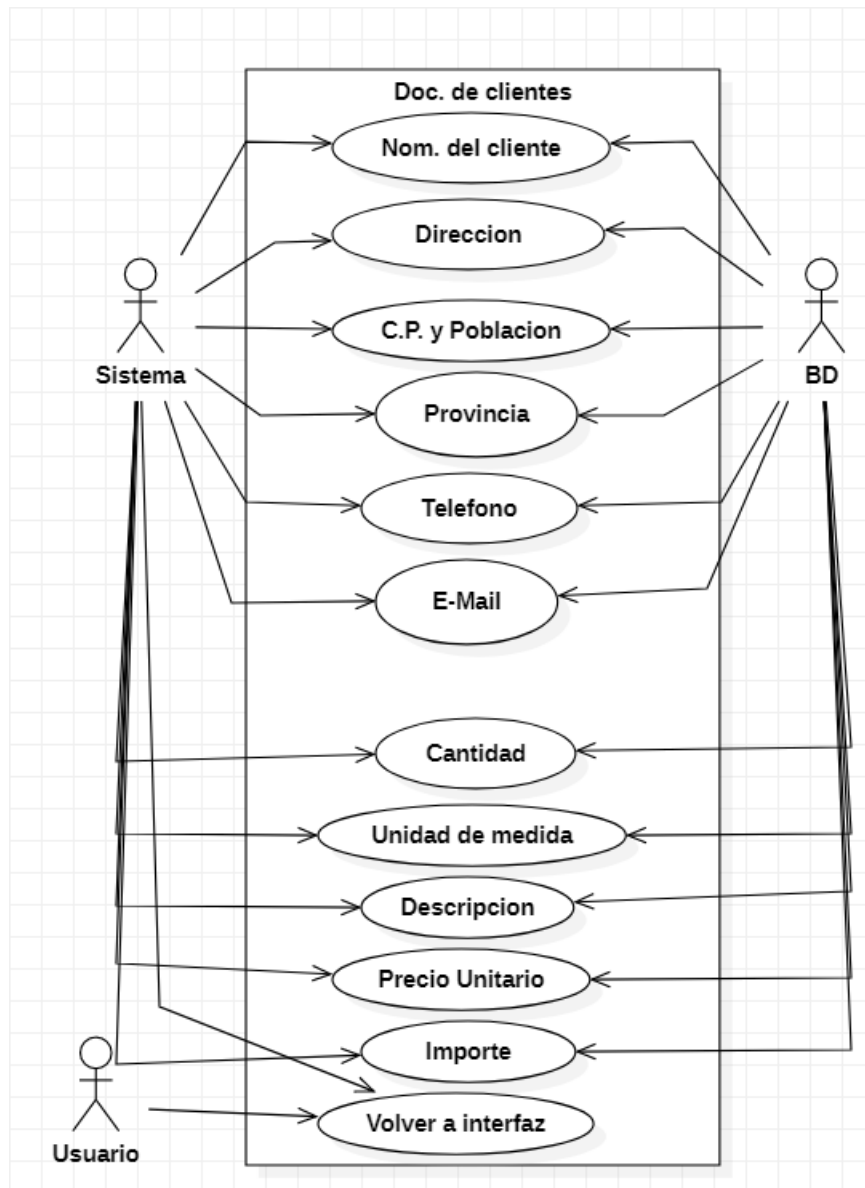 Doc. de clientes
Nom. del cliente
Direccion
C.P. y Poblacion
Sistema
BD
Provincia
Telefono
E-Mail
Cantidad
Unidad de medida
Descripcion
Precio Unitario
Importe
Volver a interfaz
Usuario